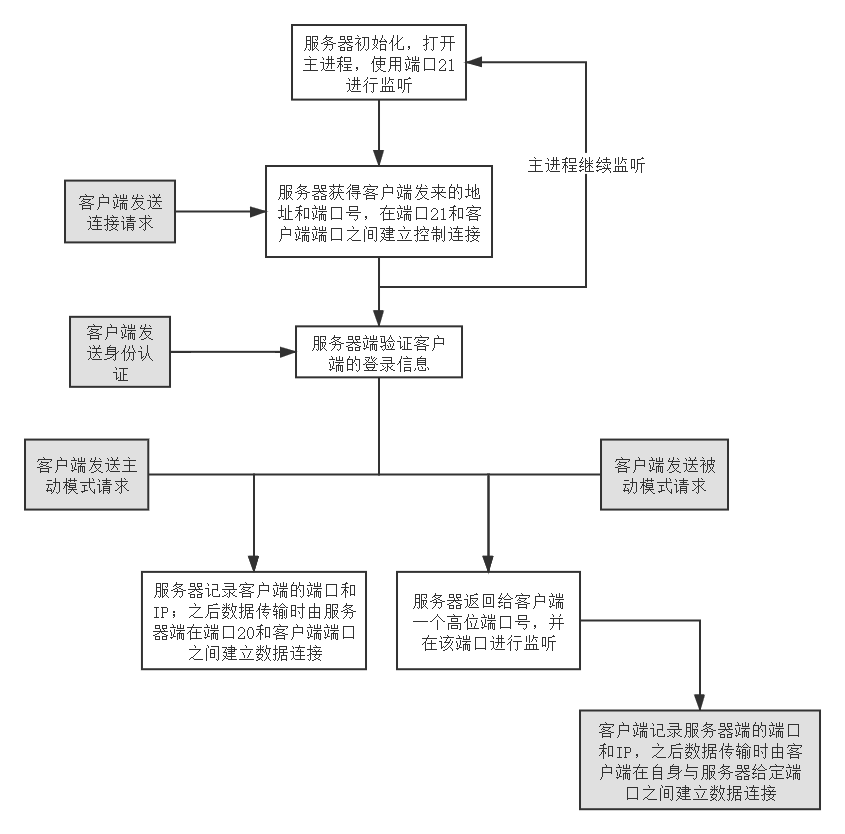 服务器初始化，打开
主进程，使用端口21
进行监听
主进程继续监听
客户端发送
连接请求
服务器获得客户端发来的地
址和端口号，在端口21和客
户端端口之间建立控制连接
客户端发
送身份认
证
服务器端验证客户
端的登录信息
客户端发送主
动模式请求
客户端发送被
动模式请求
服务器记录客户端的端口和
IP；之后数据传输时由服务
器端在端口20和客户端端口
之间建立数据连接
服务器返回给客户端
一个高位端口号，并
在该端口进行监听
客户端记录服务器端的端口
和IP，之后数据传输时由客
户端在自身与服务器给定端
口之间建立数据连接